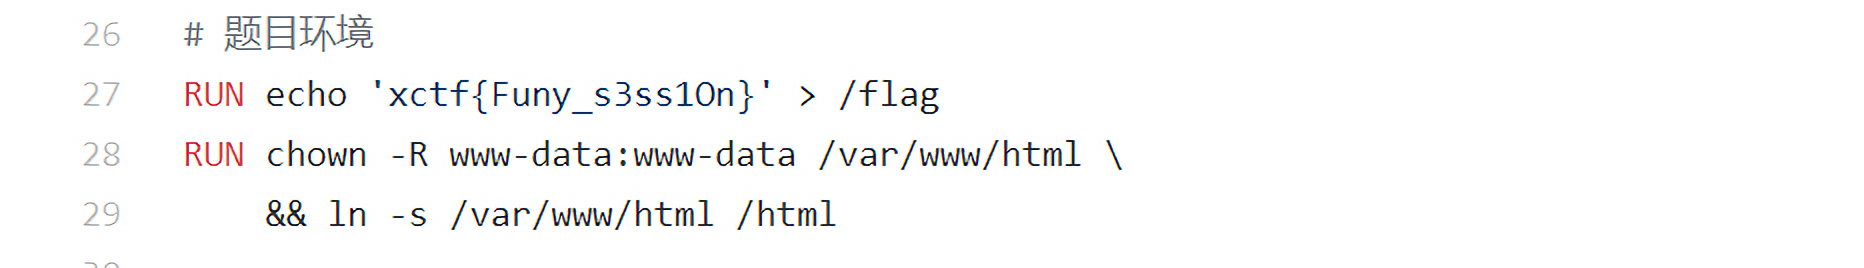 26 # 题目环境
27 RUN echo 'xctf{Funy_s3ss1On}' > /flag
28 RUN chown -R www-data:www-data /var/www/html \
29 && ln -s /var/www/html /html